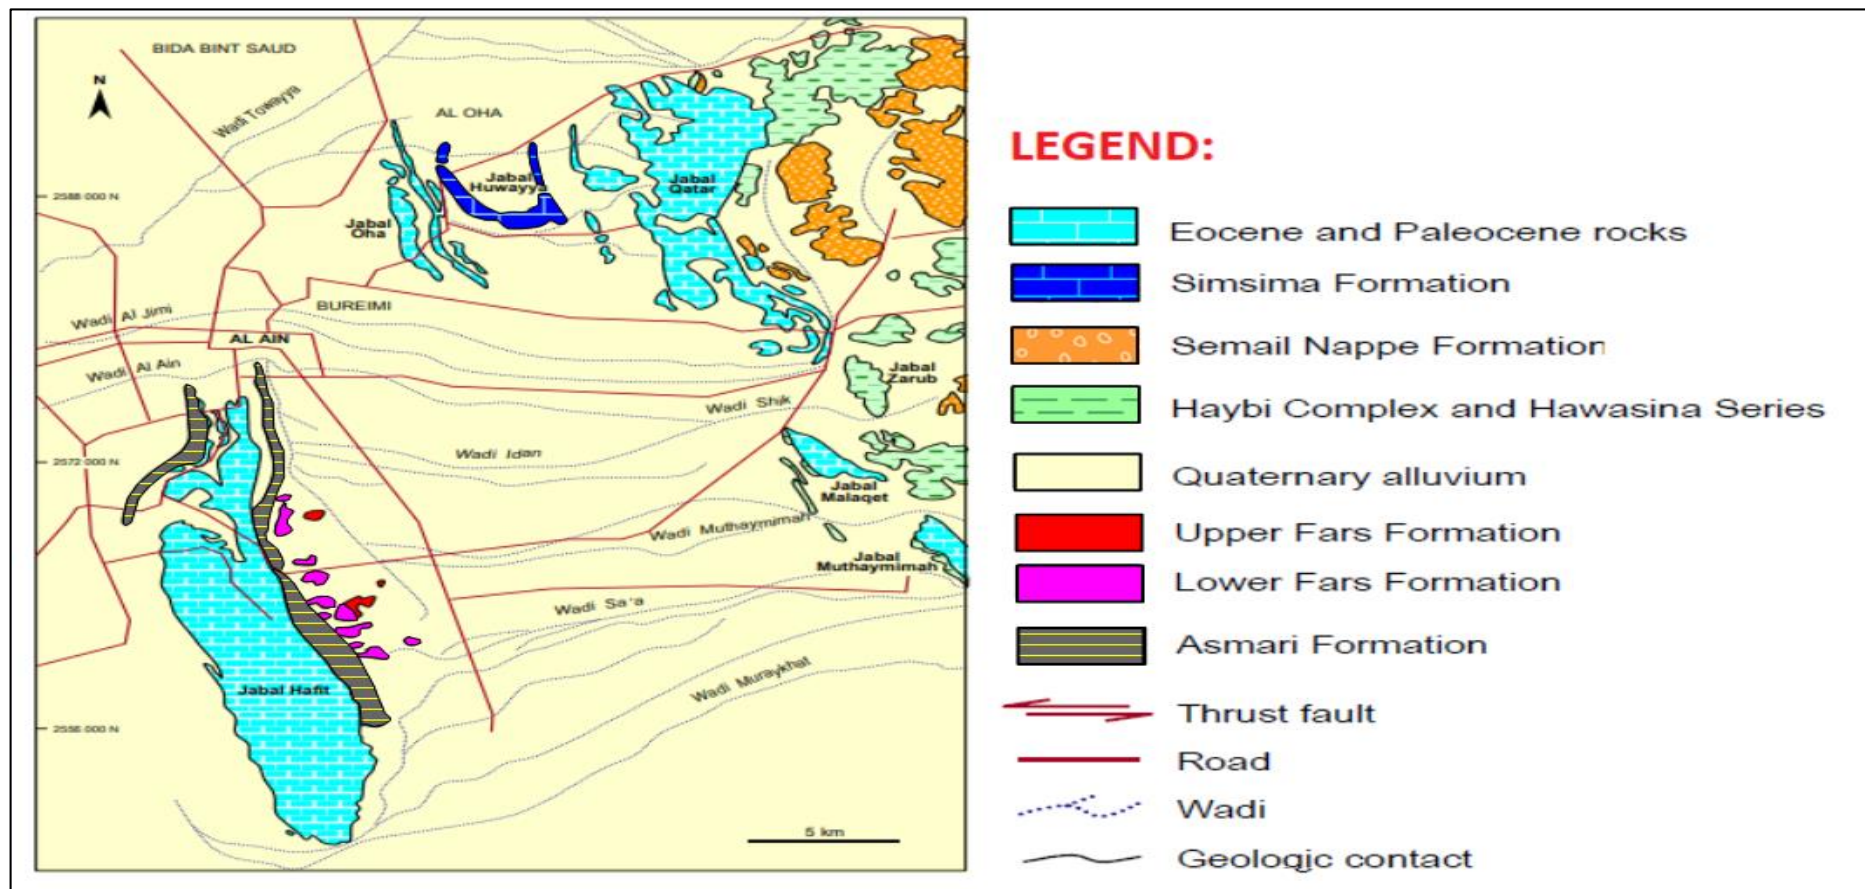 BIDA BINT SAUD
N
Wadi Towayya
AL OHA
Jabal
Huwayya
Jabal
Qatar
2588 000 N
Jabal
Oha
BUREIMI
Wadi Al Jimi
AL AIN
Wadi Al Ain
Jabal
Zarub
Wadi Shik
Wadi Idan
2572 000 N
Jabal
Malaqet
Wadi Muthaymimah
Jabal
Muthaymimah
Wadi Sa'a
Wadi Muraykhat
Jabal Hafit
2556 000 N
5 km
LEGEND:
Eocene and Paleocene rocks
Simsima Formation
Semail Nappe Formation
Haybi Complex and Hawasina Series
Quaternary alluvium
Upper Fars Formation
Lower Fars Formation
Asmari Formation
Thrust fault
Road
Wadi
Geologic contact